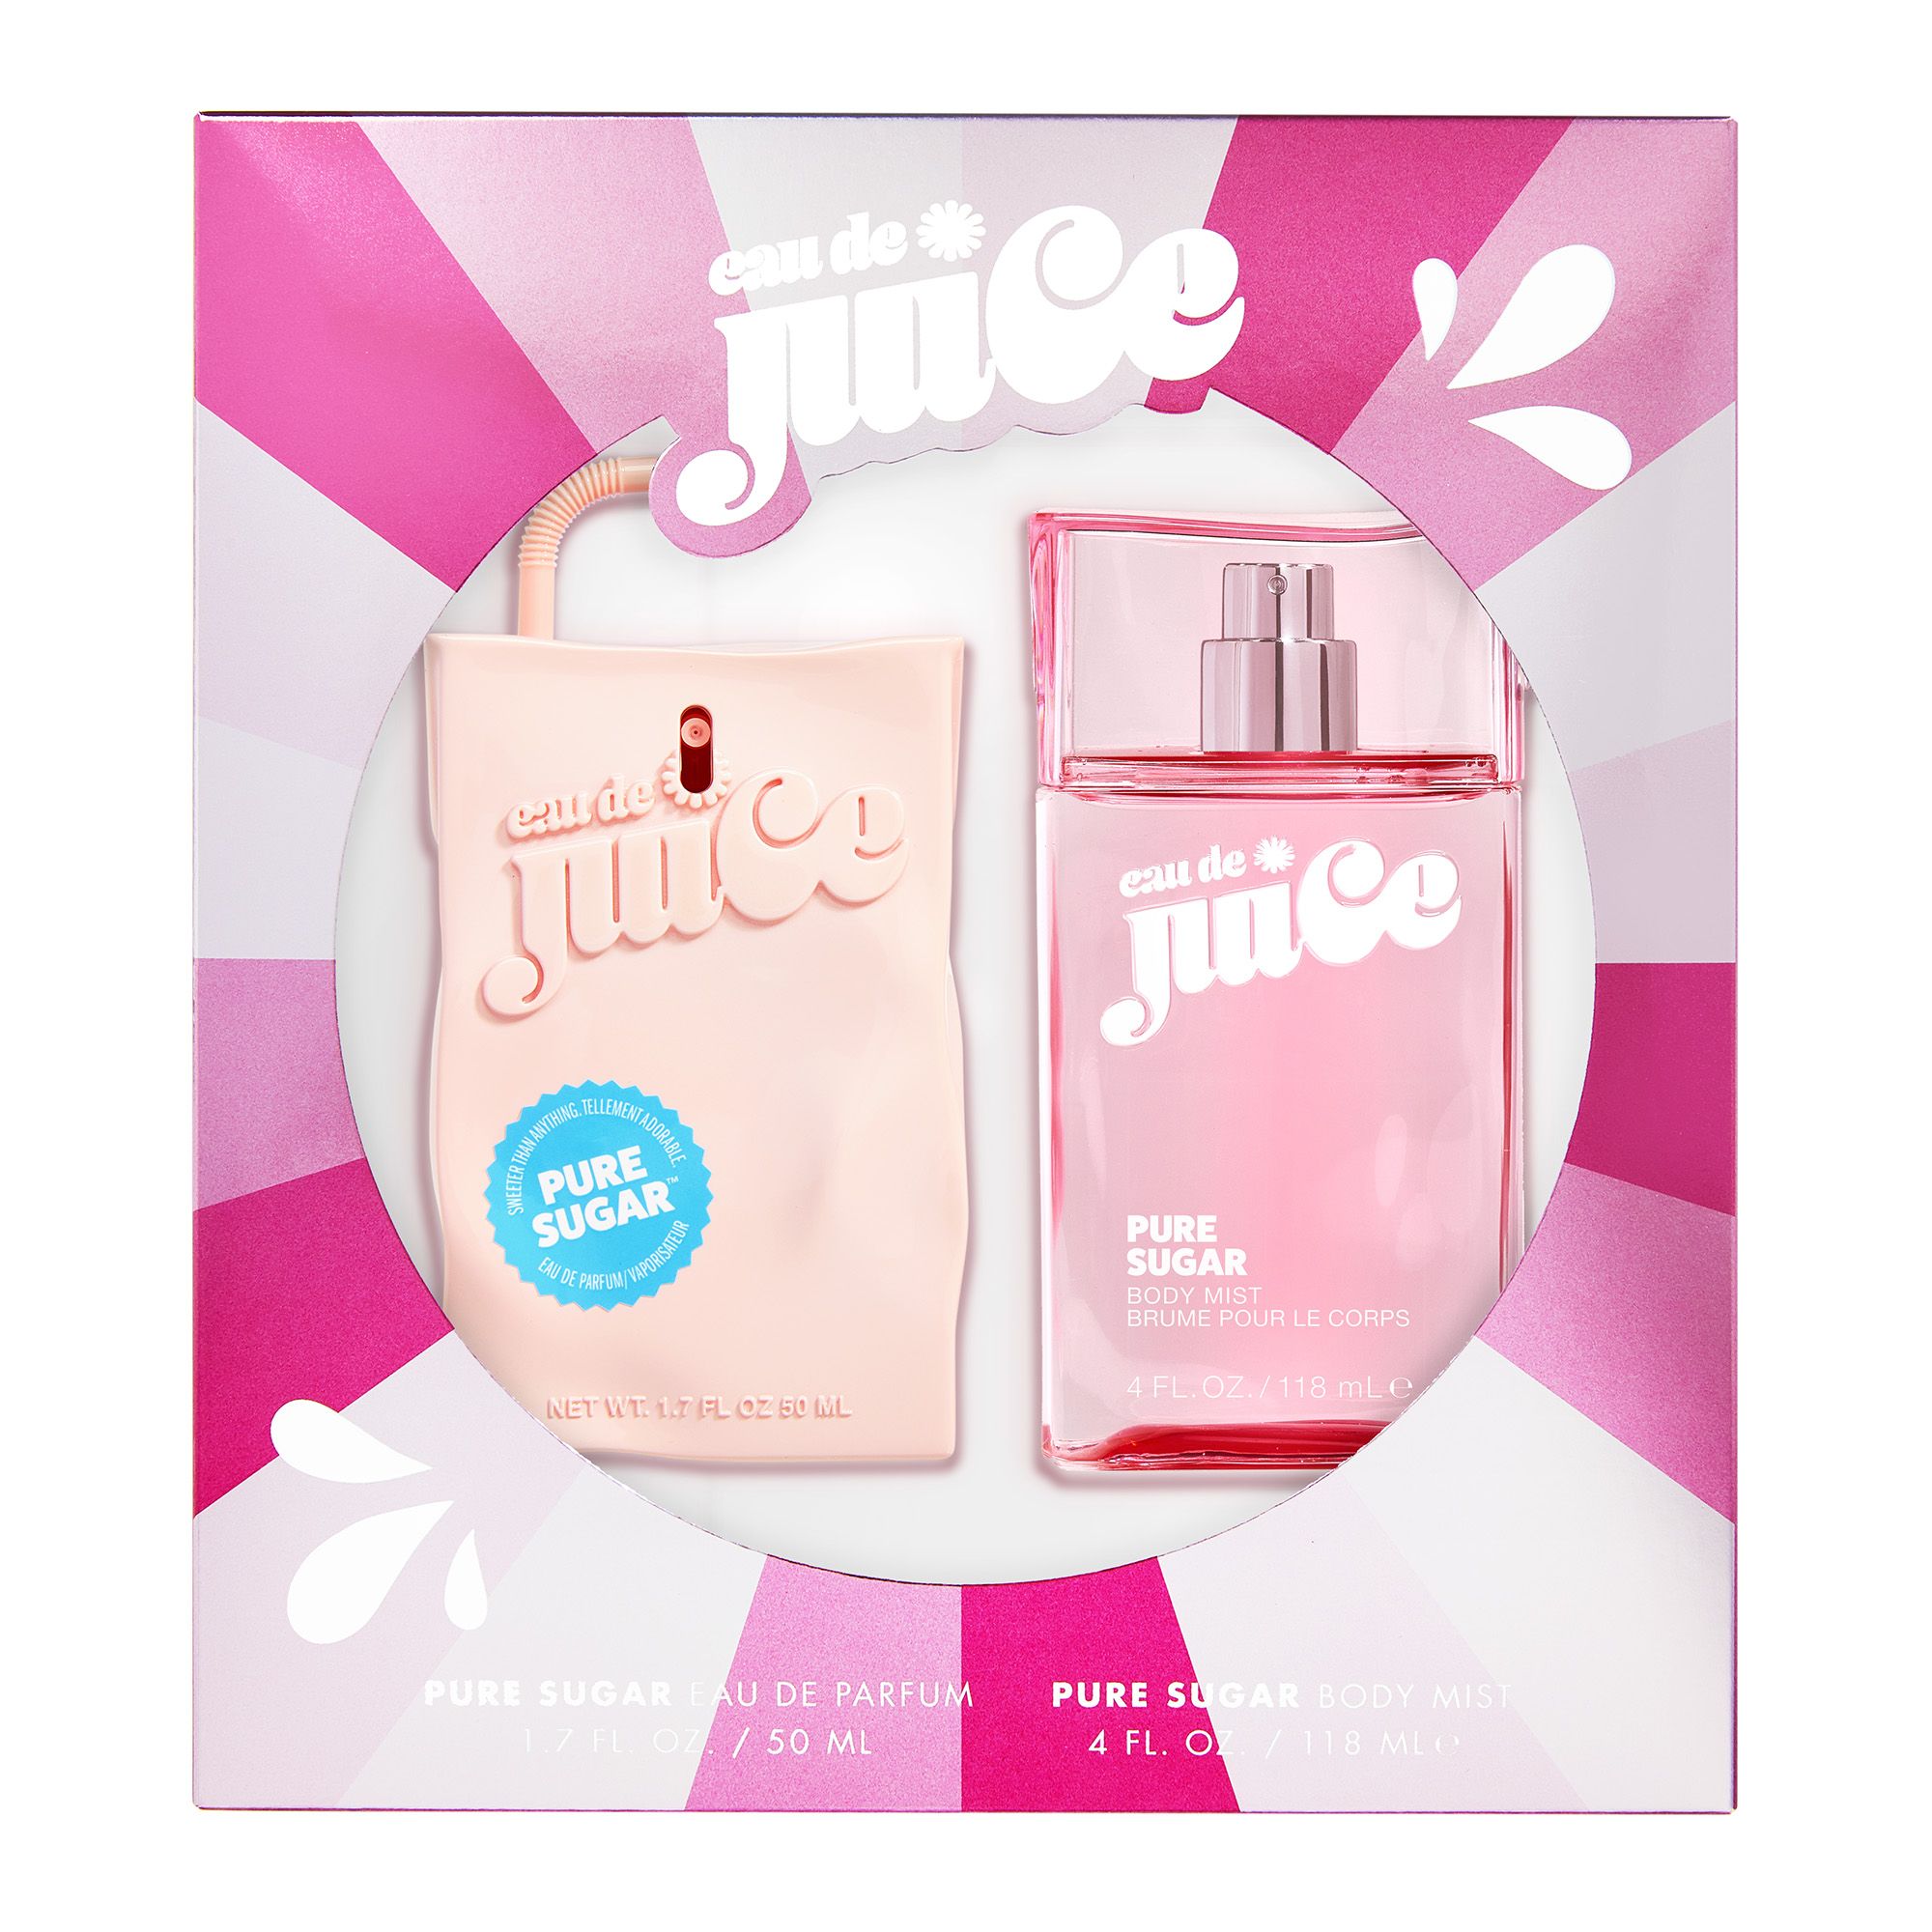 eau de
juice
eau de
juice
SWEETER THAN ANYTHING. TELLEMENT ADORABLE.
PURE
SUGAR™
EAU DE PARFUM/VAPORISATEUR
NET WT. 1.7 FL OZ 50 ML
eau de
juice
PURE
SUGAR
BODY MIST
BRUME POUR LE CORPS
4 FL. OZ. / 118 mL e
PURE SUGAR EAU DE PARFUM
1.7 FL. OZ. / 50 ML
PURE SUGAR BODY MIST
4 FL. OZ. / 118 ML e